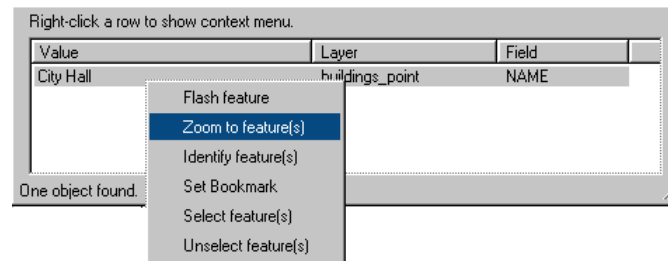 Right-click a row to show context menu.
Value Layer Field
City Hall buildings_point NAME
Flash feature
Zoom to feature(s)
Identify feature(s)
One object found. Set Bookmark
Select feature(s)
Unselect feature(s)